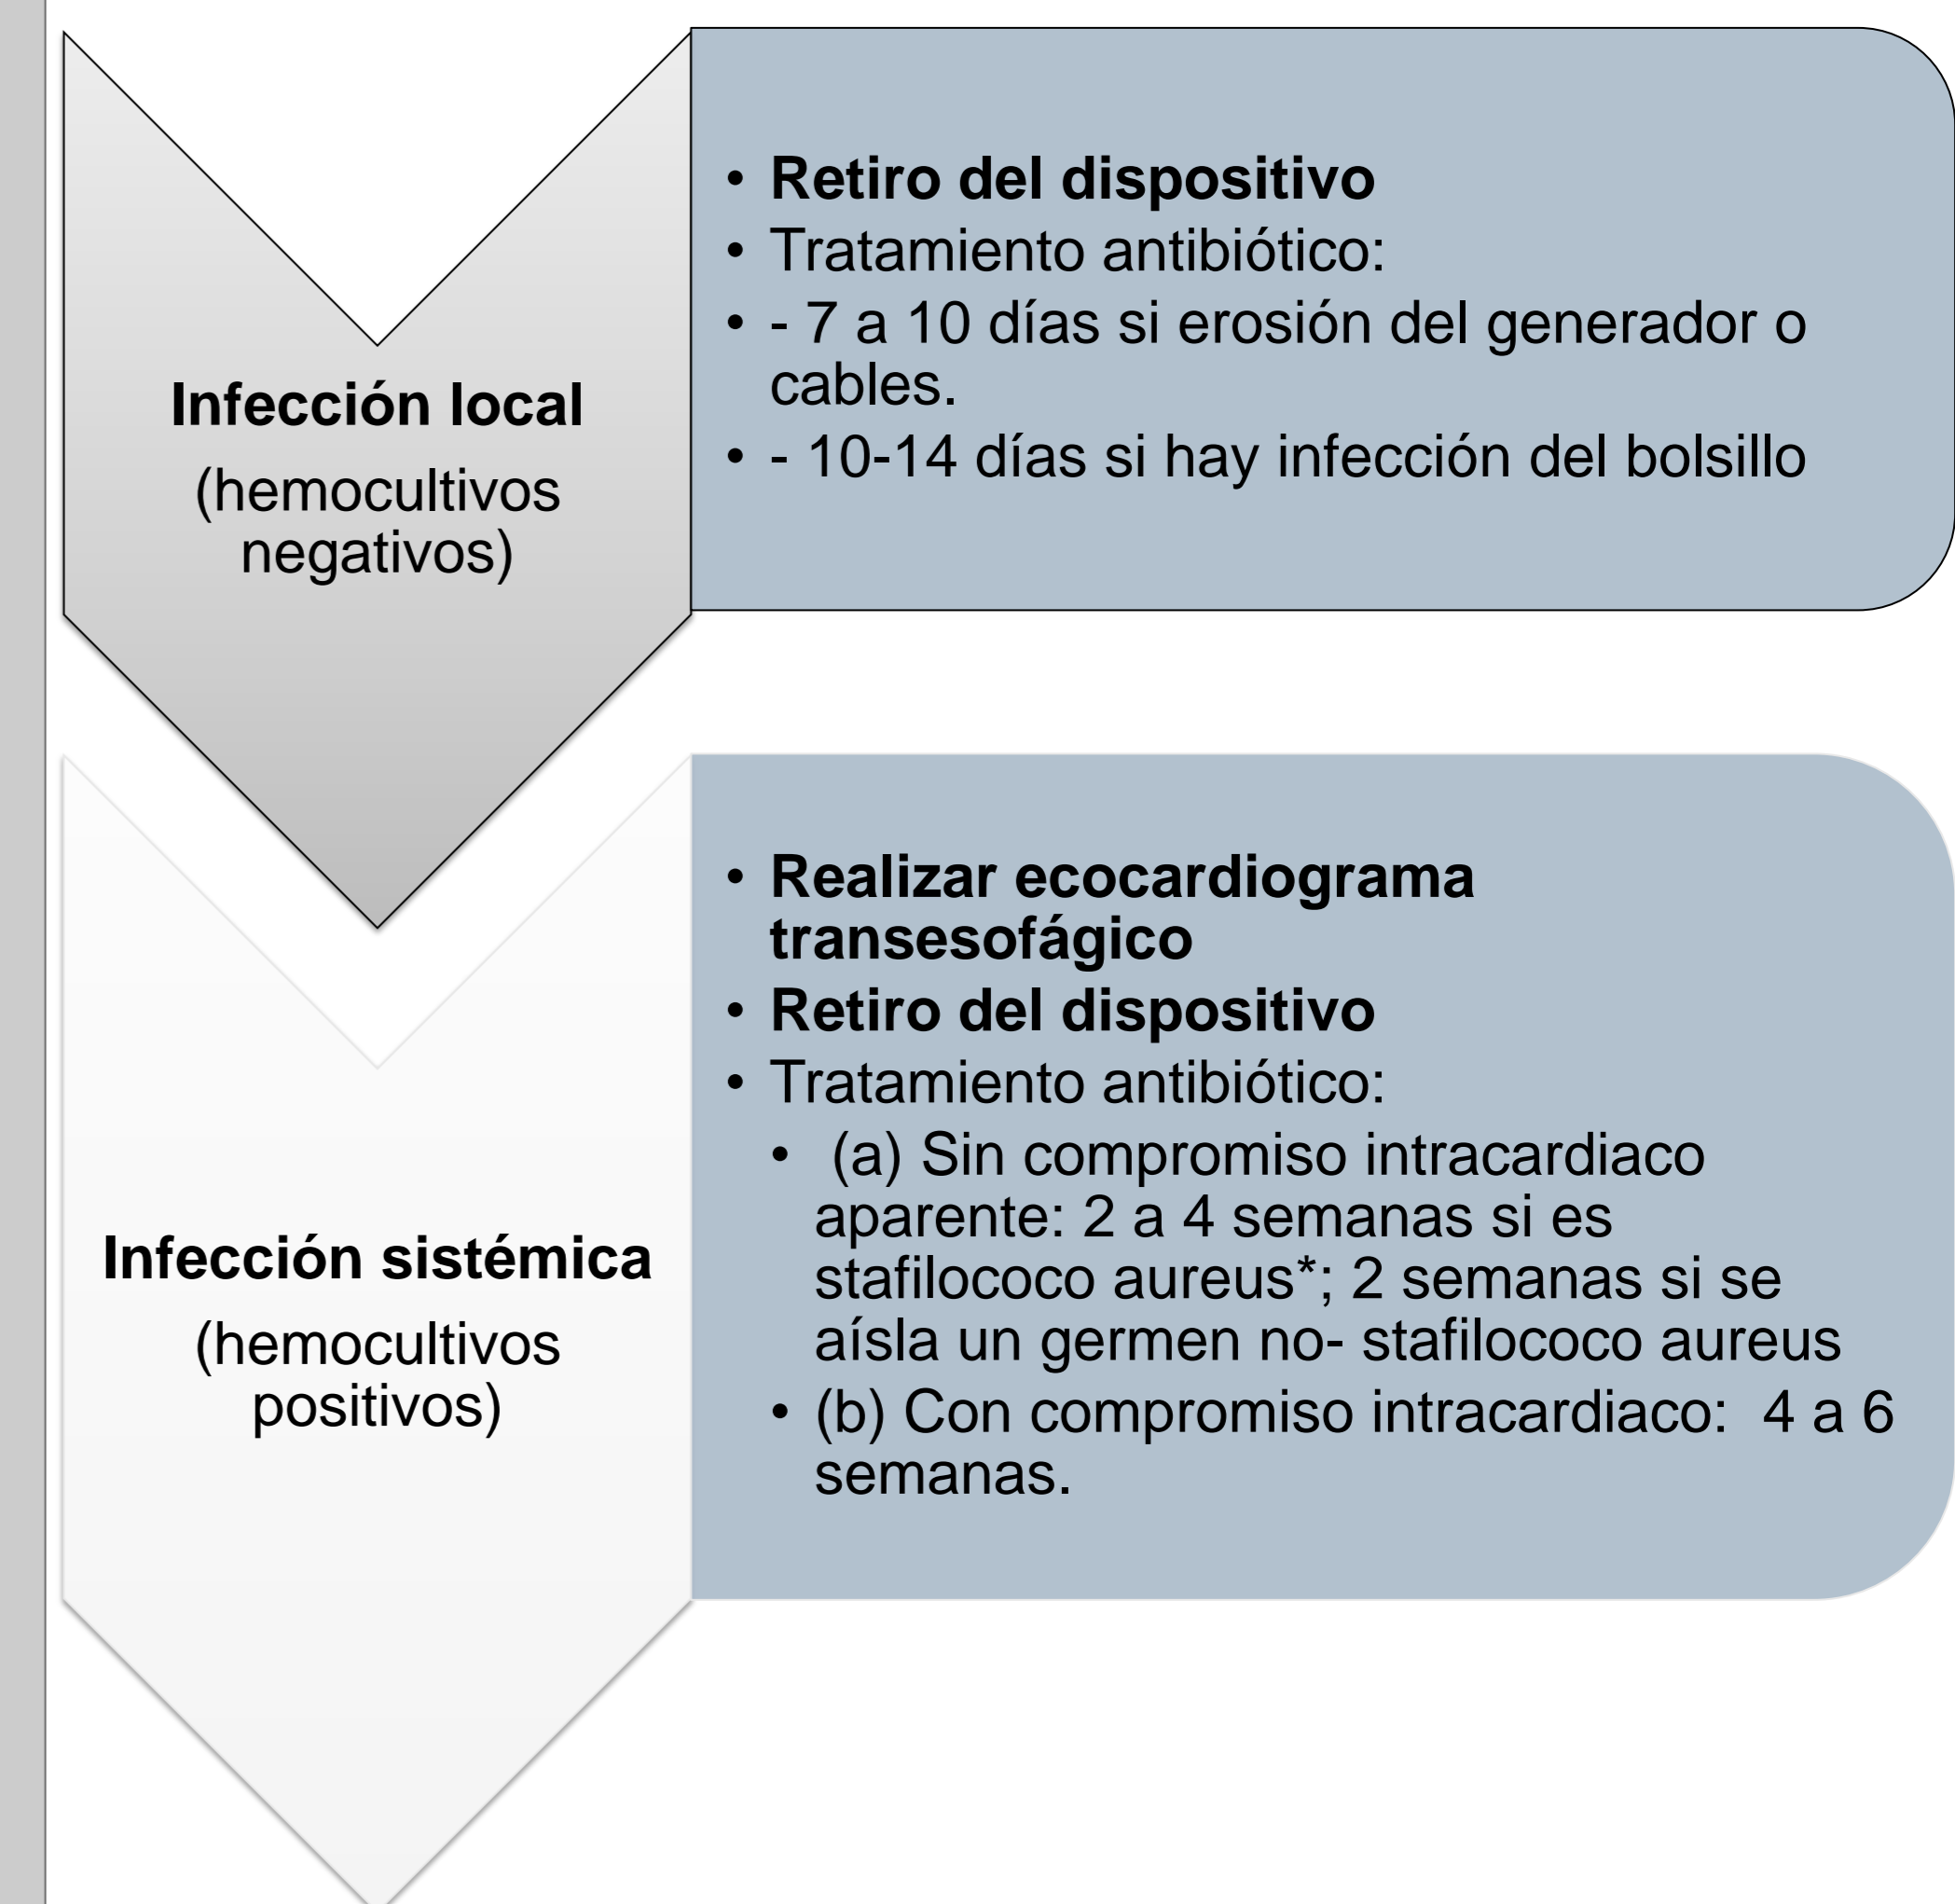 Infección local
(hemocultivos
negativos)
• Retiro del dispositivo
• Tratamiento antibiótico:
• - 7 a 10 días si erosión del generador o
cables.
• - 10-14 días si hay infección del bolsillo
Infección sistémica
(hemocultivos
positivos)
• Realizar ecocardiograma
transesofágico
• Retiro del dispositivo
• Tratamiento antibiótico:
• (a) Sin compromiso intracardiaco
aparente: 2 a 4 semanas si es
stafilococo aureus*; 2 semanas si se
aísla un germen no- stafilococo aureus
• (b) Con compromiso intracardiaco: 4 a 6
semanas.